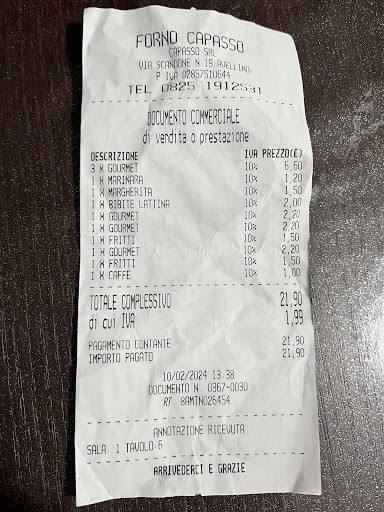 FORNO CAPASSO
CAPASSO SRL
VIA SCANDONE N 19 AVELLINO
P IVA 02857510644
TEL 0825 1912531
DOCUMENTO COMMERCIALE
di vendita o prestazione
DESCRIZIONE IVA PREZZO(€)
3 X GOURMET 10% 6,60
1 X MARINARA 10% 1,20
1 X MARGHERITA 10% 1,50
1 X BIBITE LATTINA 10% 2,00
1 X GOURMET 10% 2,20
1 X GOURMET 10% 2,20
1 X FRITTI 10% 1,50
1 X GOURMET 10% 2,20
1 X FRITTI 10% 1,50
1 X CAFFE 10% 1,00
TOTALE COMPLESSIVO 21,90
di cui IVA 1,99
PAGAMENTO CONTANTE 21,90
IMPORTO PAGATO 21,90
10/02/2024 13:38
DOCUMENTO N. 0367-0030
RT 8AMTN026454
ANNOTAZIONE RICEVUTA
SALA: 1 TAVOLO:6
ARRIVEDERCI E GRAZIE